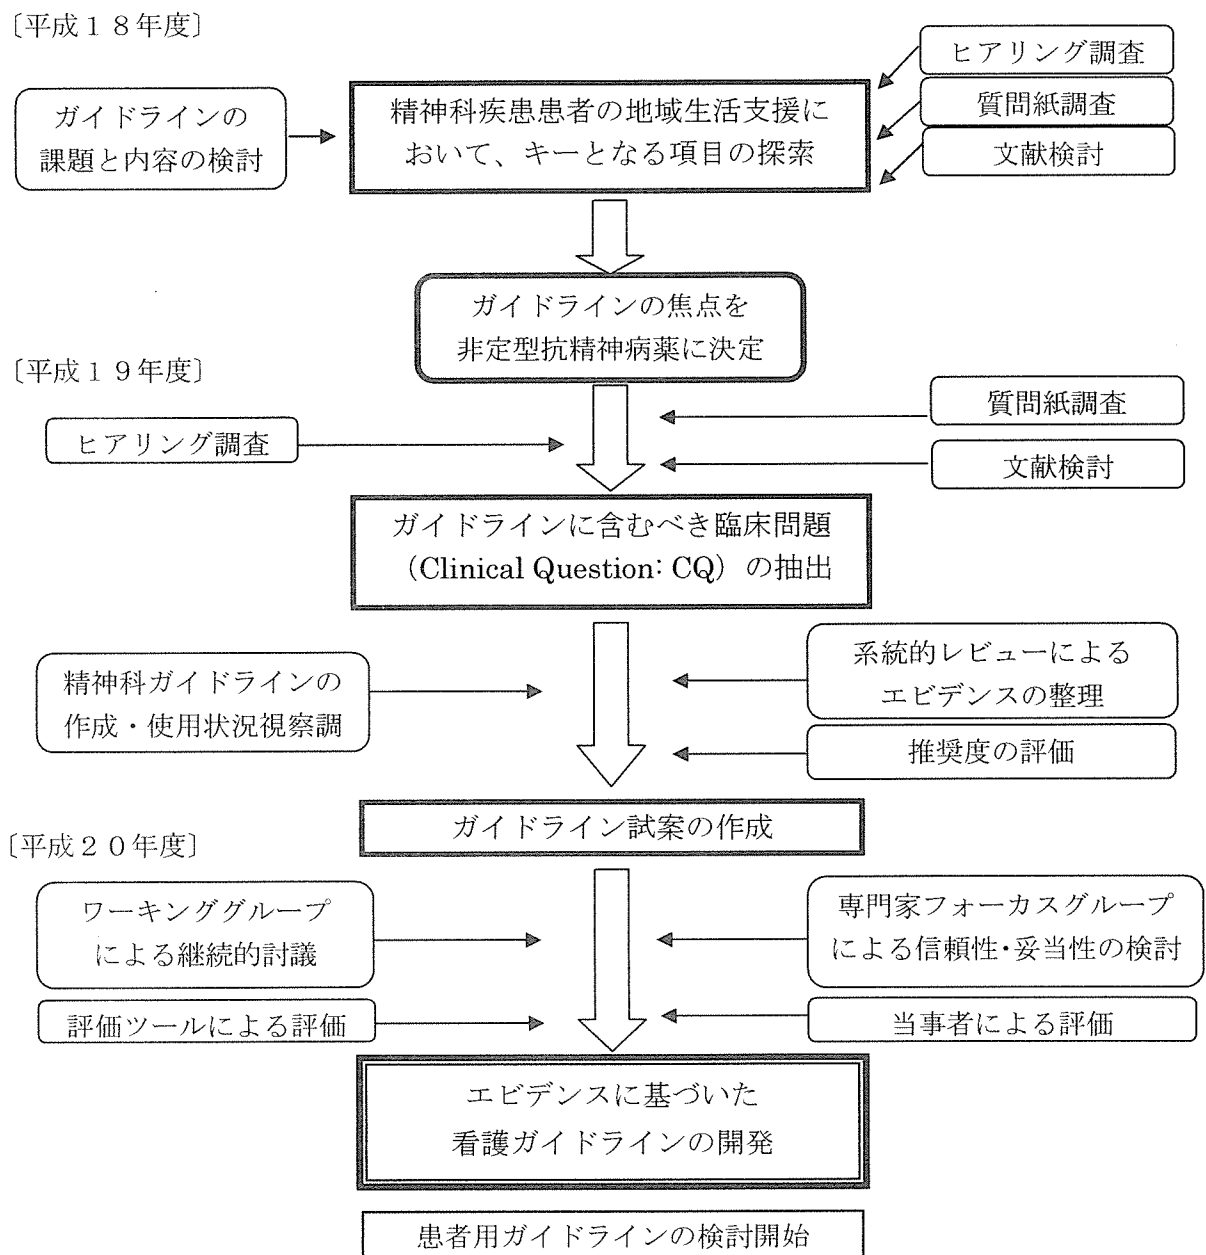 〔平成１８年度〕
ヒアリング調査
質問紙調査
文献検討
ガイドラインの
課題と内容の検討
精神科疾患患者の地域生活支援に
おいて、キーとなる項目の探索
ガイドラインの焦点を
非定型抗精神病薬に決定
〔平成１９年度〕
質問紙調査
ヒアリング調査
文献検討
ガイドラインに含むべき臨床問題
（Clinical Question: CQ）の抽出
精神科ガイドラインの
作成・使用状況視察調
系統的レビューによる
エビデンスの整理
推奨度の評価
ガイドライン試案の作成
〔平成２０年度〕
ワーキンググループ
による継続的討議
専門家フォーカスグループ
による信頼性・妥当性の検討
評価ツールによる評価
当事者による評価
エビデンスに基づいた
看護ガイドラインの開発
患者用ガイドラインの検討開始